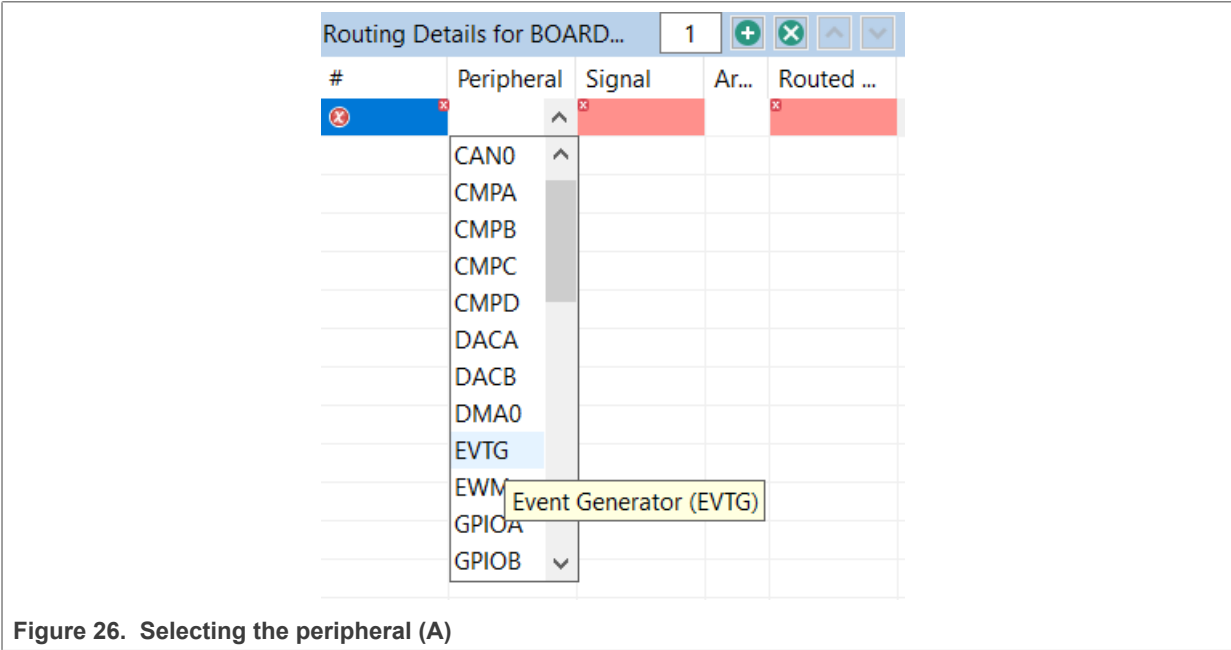 Routing Details for BOARD... 1
# Peripheral Signal Ar... Routed ...
CAN0
CMPA
CMPB
CMPC
CMPD
DACA
DACB
DMA0
EVTG
EWM
Event Generator (EVTG)
GPIOA
GPIOB
Figure 26. Selecting the peripheral (A)